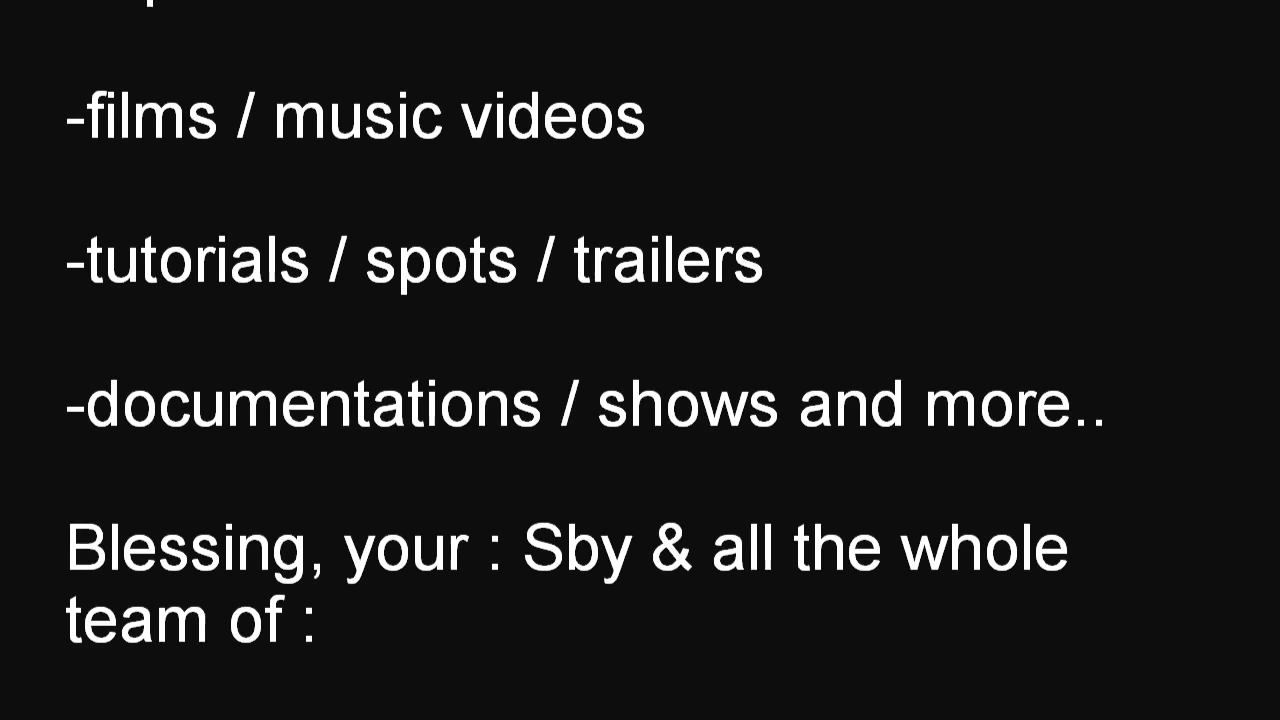 -films / music videos
-tutorials / spots / trailers
-documentations / shows and more..
Blessing, your : Sby & all the whole
team of :